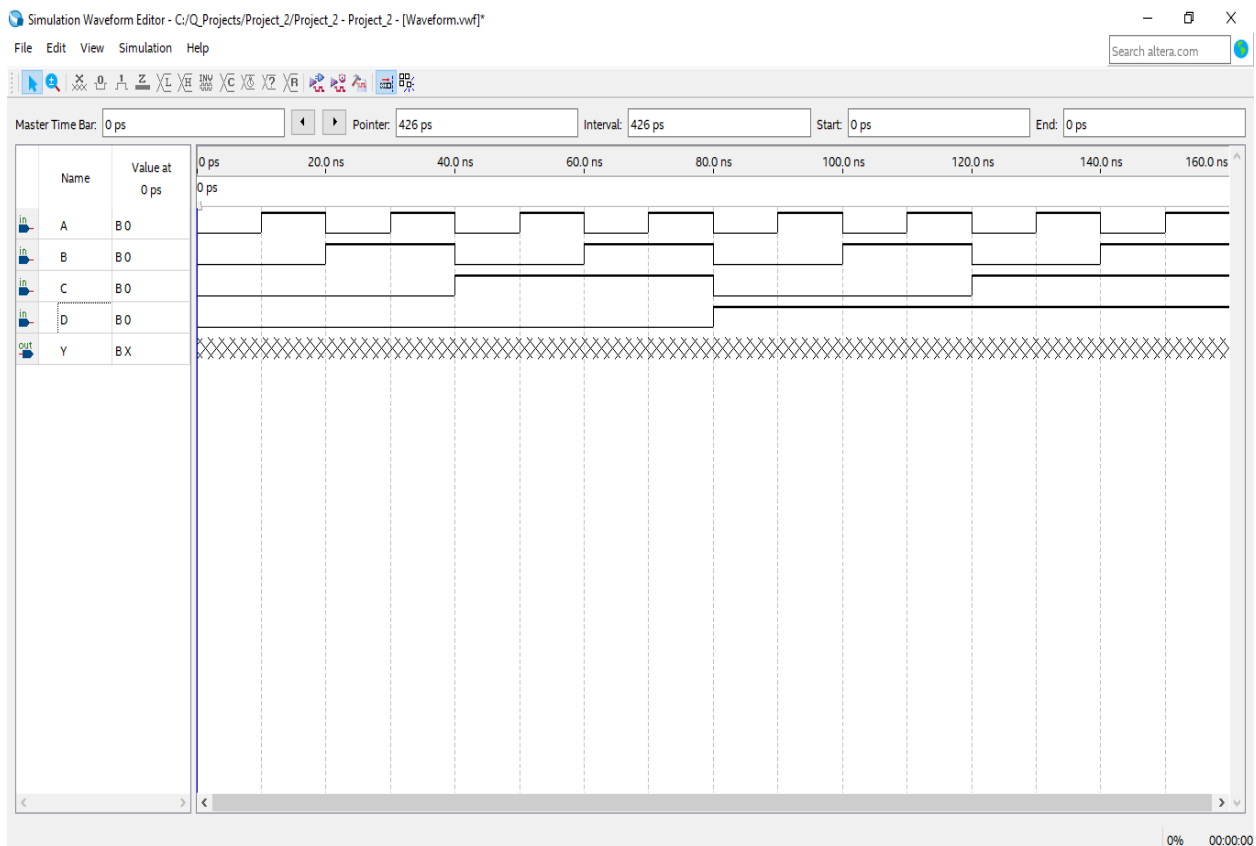 Simulation Waveform Editor - C:/Q_Projects/Project_2/Project_2 - Project_2 - [Waveform.vwf]*
File Edit View Simulation Help
Search altera.com
Master Time Bar: 0 ps Pointer: 426 ps Interval: 426 ps Start: 0 ps End: 0 ps
Name Value at 0 ps
0 ps 20.0 ns 40.0 ns 60.0 ns 80.0 ns 100.0 ns 120.0 ns 140.0 ns 160.0 ns
0 ps
in A B 0
in B B 0
in C B 0
in D B 0
out Y B X
0% 00:00:00